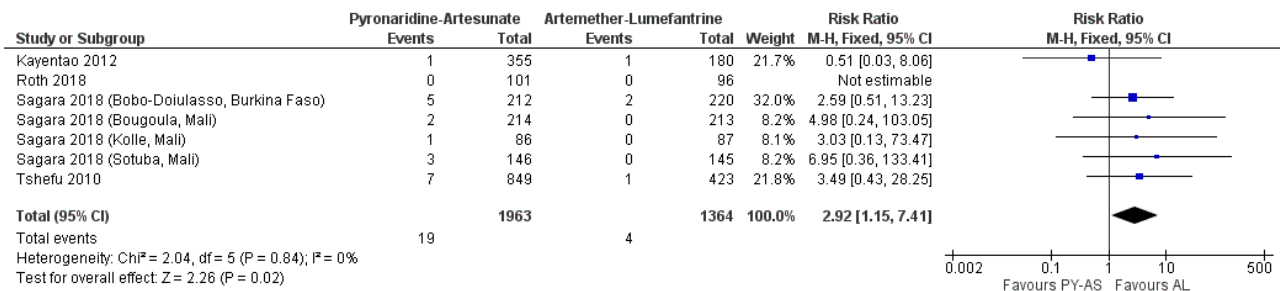 Pyronaridine-Artesunate Artemether-Lumefantrine Risk Ratio Risk Ratio
Study or Subgroup Events Total Events Total Weight M-H, Fixed, 95% CI M-H, Fixed, 95% CI
Kayentao 2012 1 355 1 180 21.7% 0.51 [0.03, 8.06]
Roth 2018 0 101 0 96 Not estimable
Sagara 2018 (Bobo-Doiulasso, Burkina Faso) 5 212 2 220 32.0% 2.59 [0.51, 13.23]
Sagara 2018 (Bougoula, Mali) 2 214 0 213 8.2% 4.98 [0.24, 103.05]
Sagara 2018 (Kolle, Mali) 1 86 0 87 8.1% 3.03 [0.13, 73.47]
Sagara 2018 (Sotuba, Mali) 3 146 0 145 8.2% 6.95 [0.36, 133.41]
Tshefu 2010 7 849 1 423 21.8% 3.49 [0.43, 28.25]
Total (95% CI) 1963 1364 100.0% 2.92 [1.15, 7.41]
Total events 19 4
Heterogeneity: Chi² = 2.04, df = 5 (P = 0.84); I² = 0%
Test for overall effect: Z = 2.26 (P = 0.02)
0.002 0.1 1 10 500
Favours PY-AS Favours AL